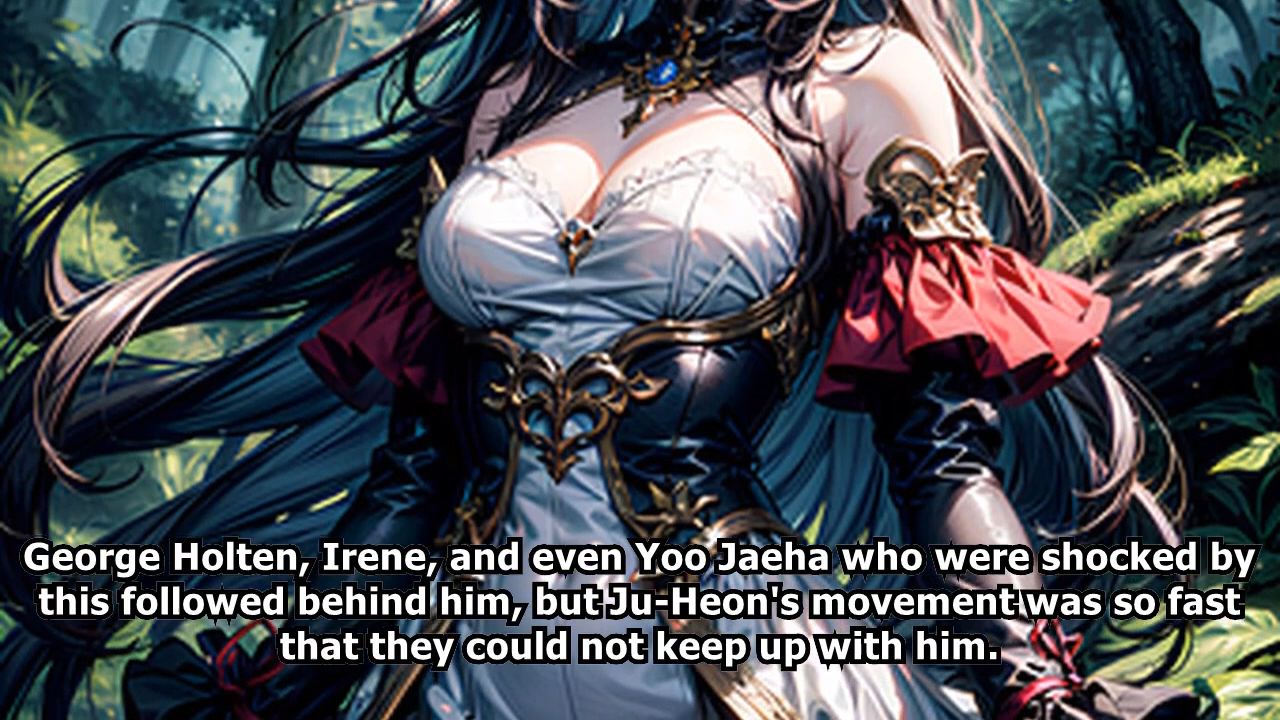 George Holten, Irene, and even Yoo Jaeha who were shocked by
this followed behind him, but Ju-Heon's movement was so fast
that they could not keep up with him.